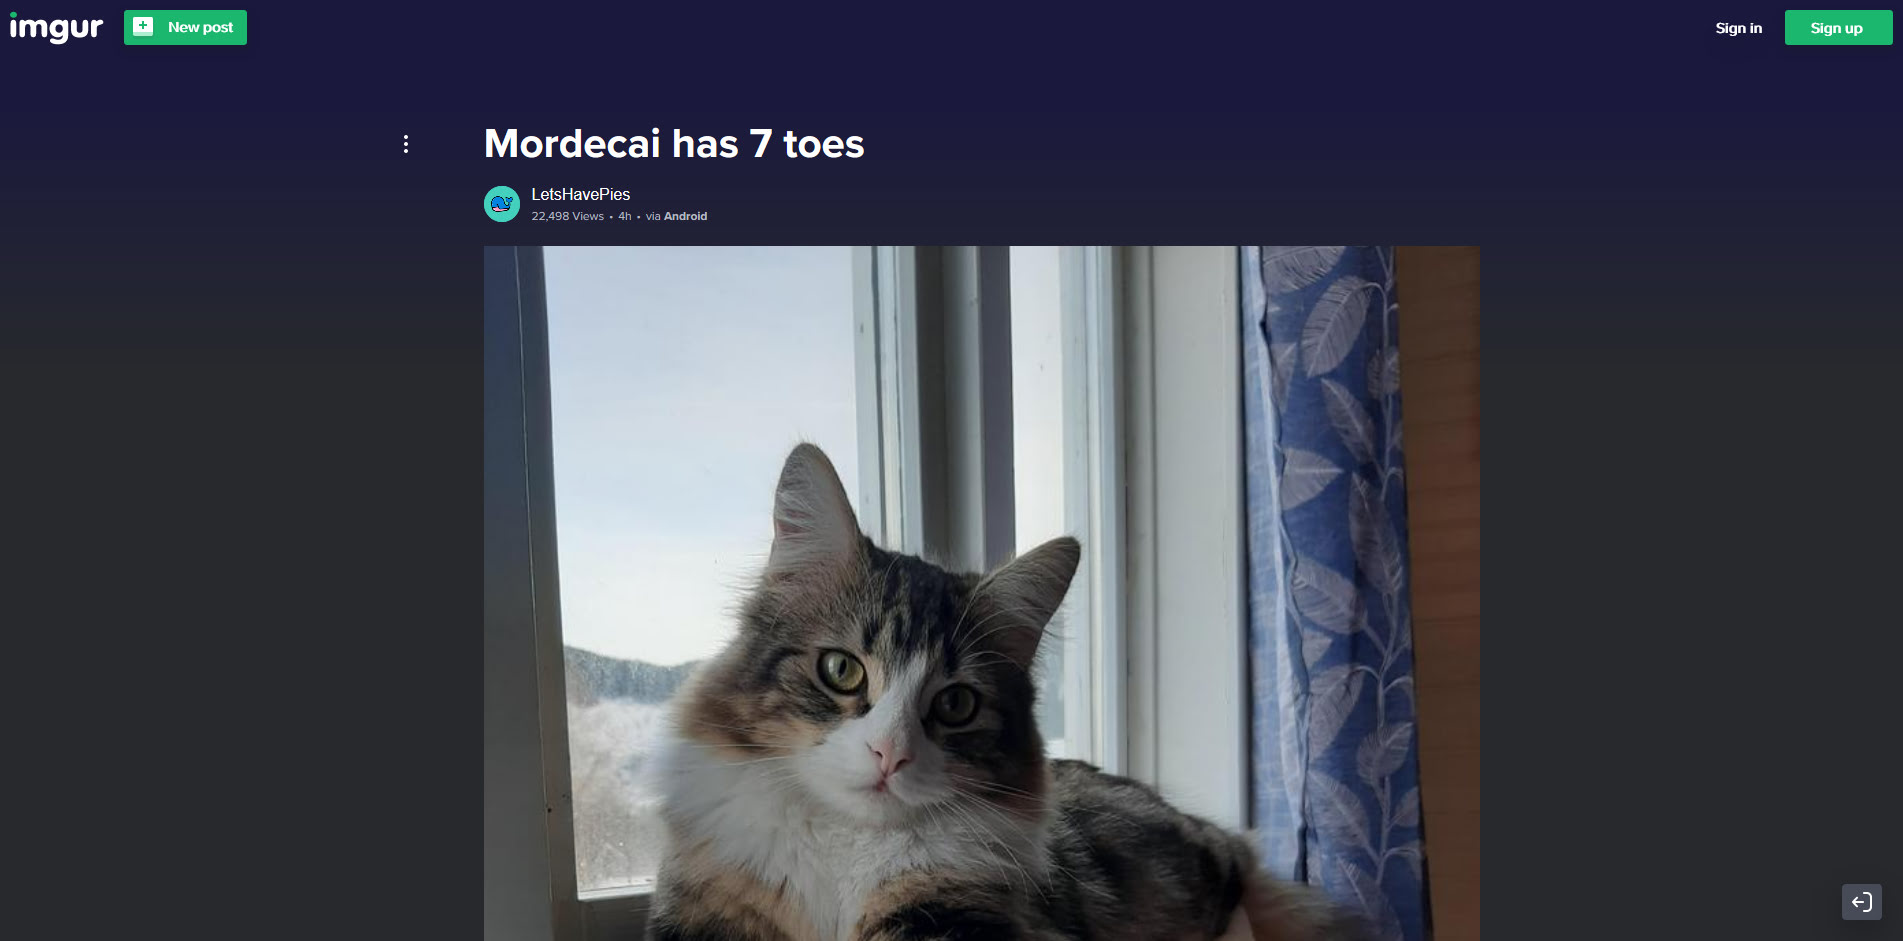 imgur
New post
Sign in
Sign up
Mordecai has 7 toes
LetsHavePies
22,498 Views • 4h • via Android